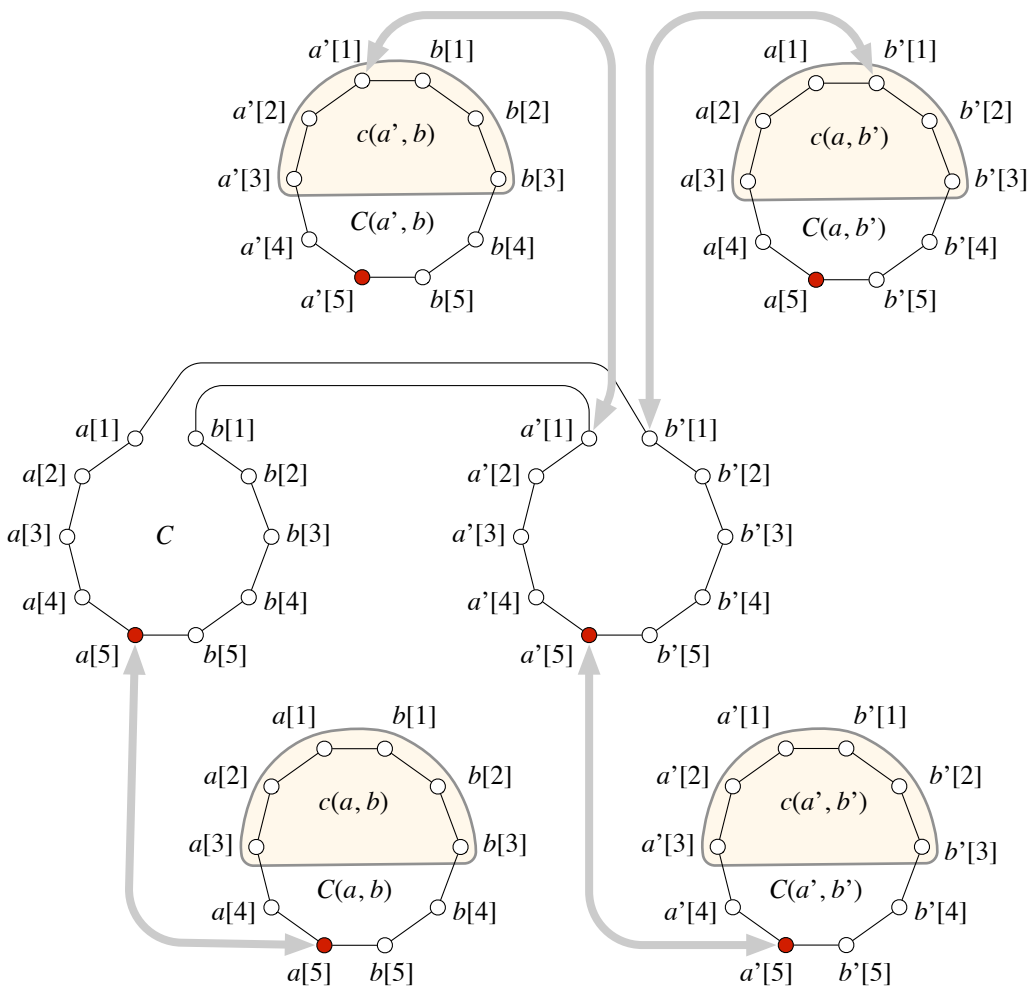 a’[1] b[1]
a’[2] b[2]
c(a’, b)
a’[3] b[3]
C(a’, b)
a’[4] b[4]
a’[5] b[5]
a[1] b’[1]
a[2] b’[2]
c(a, b’)
a[3] b’[3]
C(a, b’)
a[4] b’[4]
a[5] b’[5]
a[1] b[1]
a[2] b[2]
a[3] C b[3]
a[4] b[4]
a[5] b[5]
a’[1] b’[1]
a’[2] b’[2]
a’[3] b’[3]
a’[4] b’[4]
a’[5] b’[5]
a[1] b[1]
a[2] b[2]
c(a, b)
a[3] b[3]
C(a, b)
a[4] b[4]
a[5] b[5]
a’[1] b’[1]
a’[2] b’[2]
c(a’, b’)
a’[3] b’[3]
C(a’, b’)
a’[4] b’[4]
a’[5] b’[5]